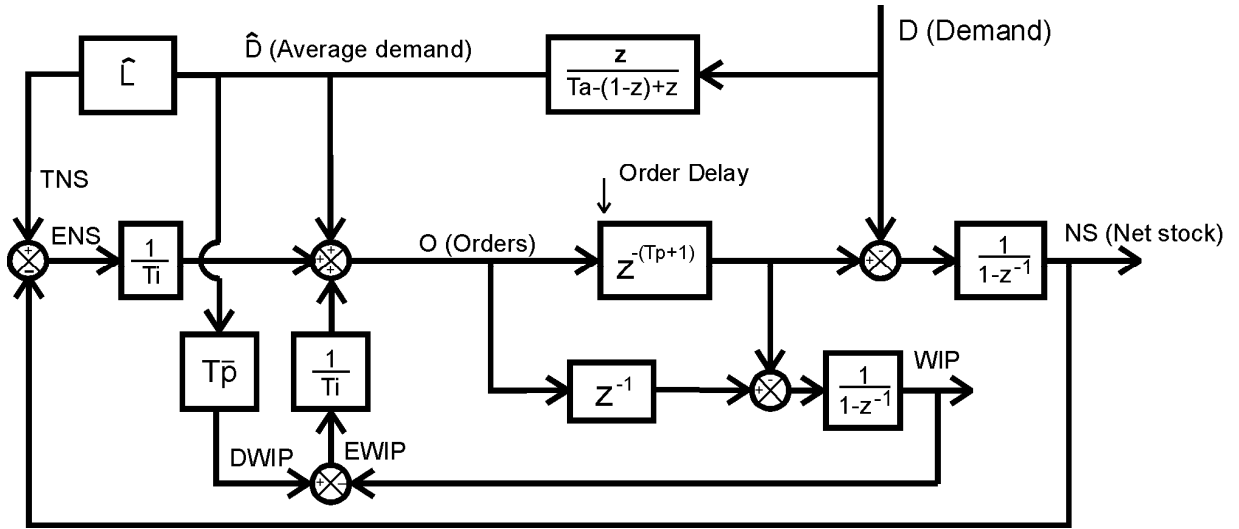 D (Demand)
D̂ (Average demand)
L̂
z
Ta-(1-z)+z
TNS
Order Delay
ENS
1
Ti
+
-
+
+
+
+
O (Orders)
z-(Tp+1)
+
-
1
1-z-1
NS (Net stock)
Tp̄
1
Ti
z-1
+
-
1
1-z-1
WIP
DWIP
EWIP
+
-